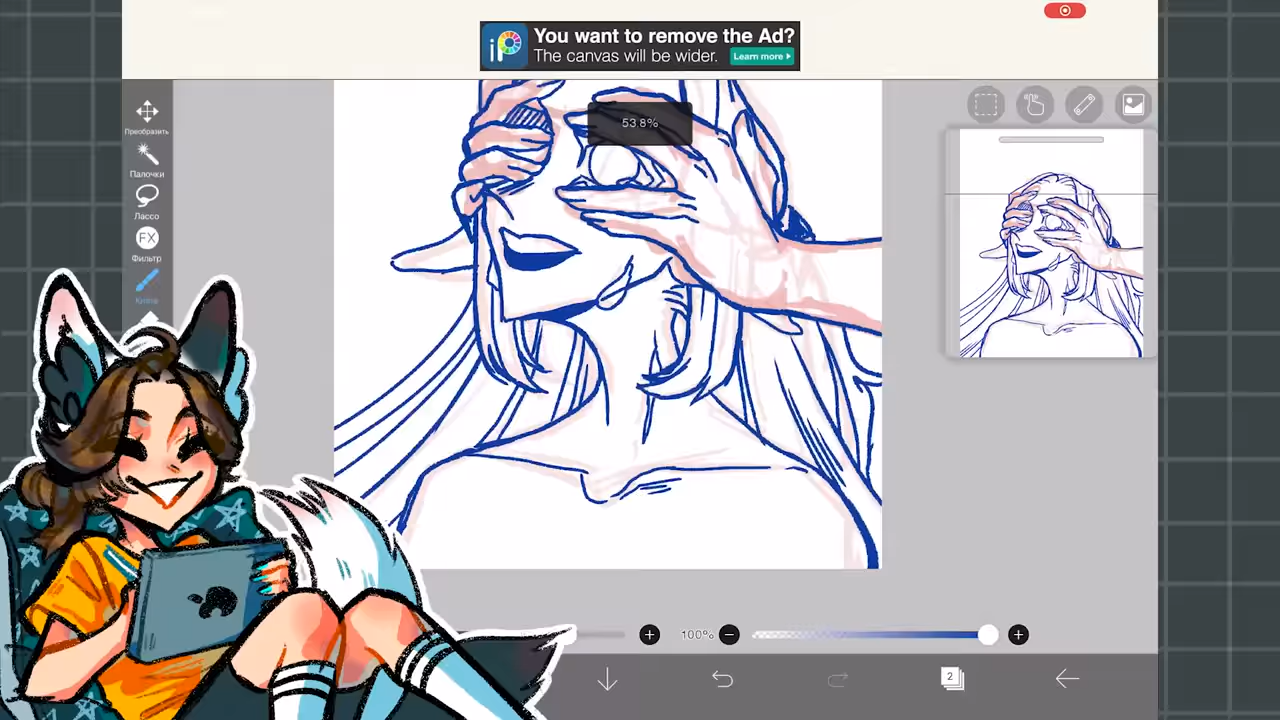 iP
You want to remove the Ad?
The canvas will be wider.
Learn more
53.8%
Преобразить
Палочки
Лассо
FX
Фильтр
100%
2